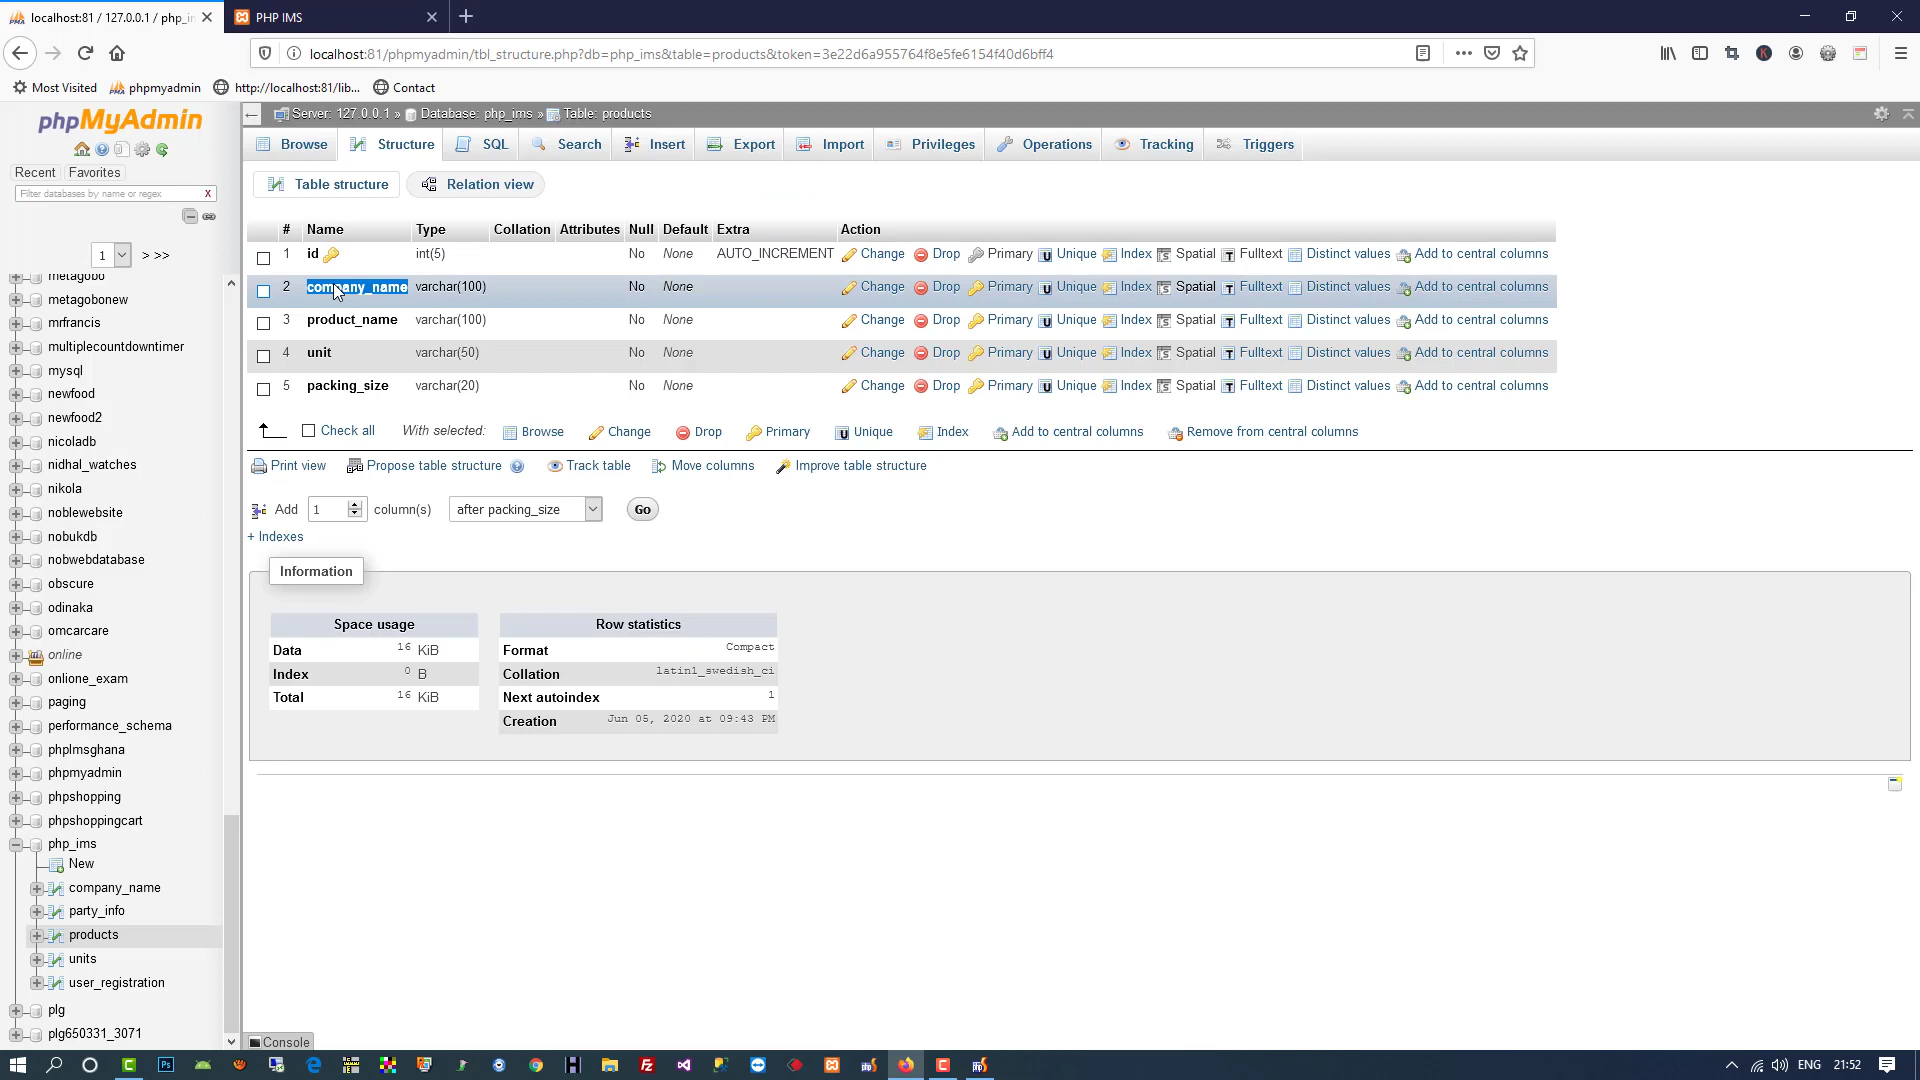 localhost:81 / 127.0.0.1 / php_i
PHP IMS
localhost:81/phpmyadmin/tbl_structure.php?db=php_ims&table=products&token=3e22d6a955764f8e5fe6154f40d6bff4
Most Visited phpmyadmin http://localhost:81/lib... Contact
phpMyAdmin
Recent Favorites
Filter databases by name or regex X
1 > >>
metagobo
metagobonew
mrfrancis
multiplecountdowntimer
mysql
newfood
newfood2
nicoladb
nidhal_watches
nikola
noblewebsite
nobukdb
nobwebdatabase
obscure
odinaka
omcarcare
online
onlione_exam
paging
performance_schema
phplmsghana
phpmyadmin
phpshopping
phpshoppingcart
php_ims
New
company_name
party_info
products
units
user_registration
plg
plg650331_3071
Server: 127.0.0.1 » Database: php_ims » Table: products
Browse Structure SQL Search Insert Export Import Privileges Operations Tracking Triggers
Table structure Relation view
# Name Type Collation Attributes Null Default Extra Action
1 id int(5) No None AUTO_INCREMENT Change Drop Primary Unique Index Spatial Fulltext Distinct values Add to central columns
2 company_name varchar(100) No None Change Drop Primary Unique Index Spatial Fulltext Distinct values Add to central columns
3 product_name varchar(100) No None Change Drop Primary Unique Index Spatial Fulltext Distinct values Add to central columns
4 unit varchar(50) No None Change Drop Primary Unique Index Spatial Fulltext Distinct values Add to central columns
5 packing_size varchar(20) No None Change Drop Primary Unique Index Spatial Fulltext Distinct values Add to central columns
Check all With selected: Browse Change Drop Primary Unique Index Add to central columns Remove from central columns
Print view Propose table structure Track table Move columns Improve table structure
Add 1 column(s) after packing_size Go
+ Indexes
Information
Space usage
Data 16 KiB
Index 0 B
Total 16 KiB
Row statistics
Format Compact
Collation latin1_swedish_ci
Next autoindex 1
Creation Jun 05, 2020 at 09:43 PM
Console
ENG 21:52